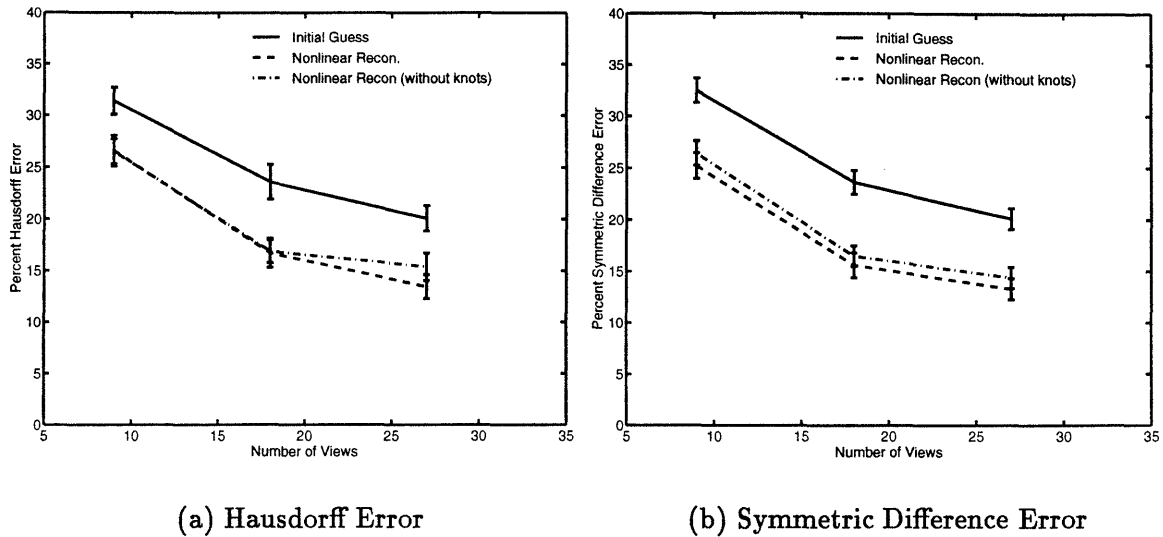 40
35
30
25
20
15
10
5
0
5 10 15 20 25 30 35
Percent Hausdorff Error
Number of Views
Initial Guess
Nonlinear Recon.
Nonlinear Recon (without knots)
(a) Hausdorff Error
40
35
30
25
20
15
10
5
0
5 10 15 20 25 30 35
Percent Symmetric Difference Error
Number of Views
Initial Guess
Nonlinear Recon.
Nonlinear Recon (without knots)
(b) Symmetric Difference Error